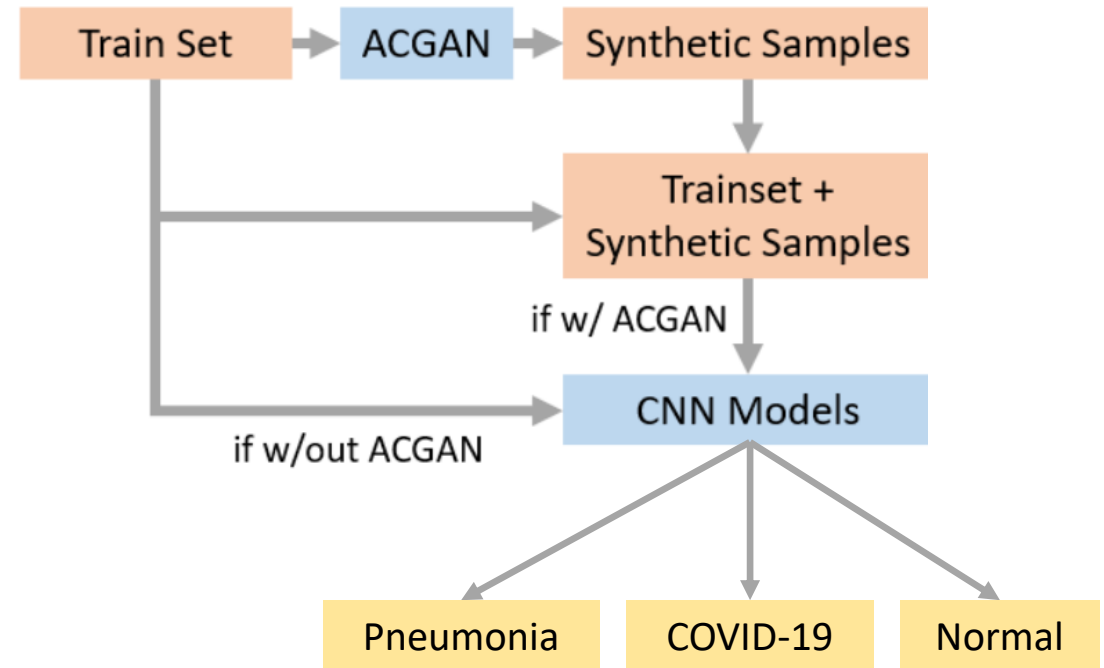 Train Set
ACGAN
Synthetic Samples
Trainset +
Synthetic Samples
if w/ ACGAN
CNN Models
if w/out ACGAN
Pneumonia
COVID-19
Normal